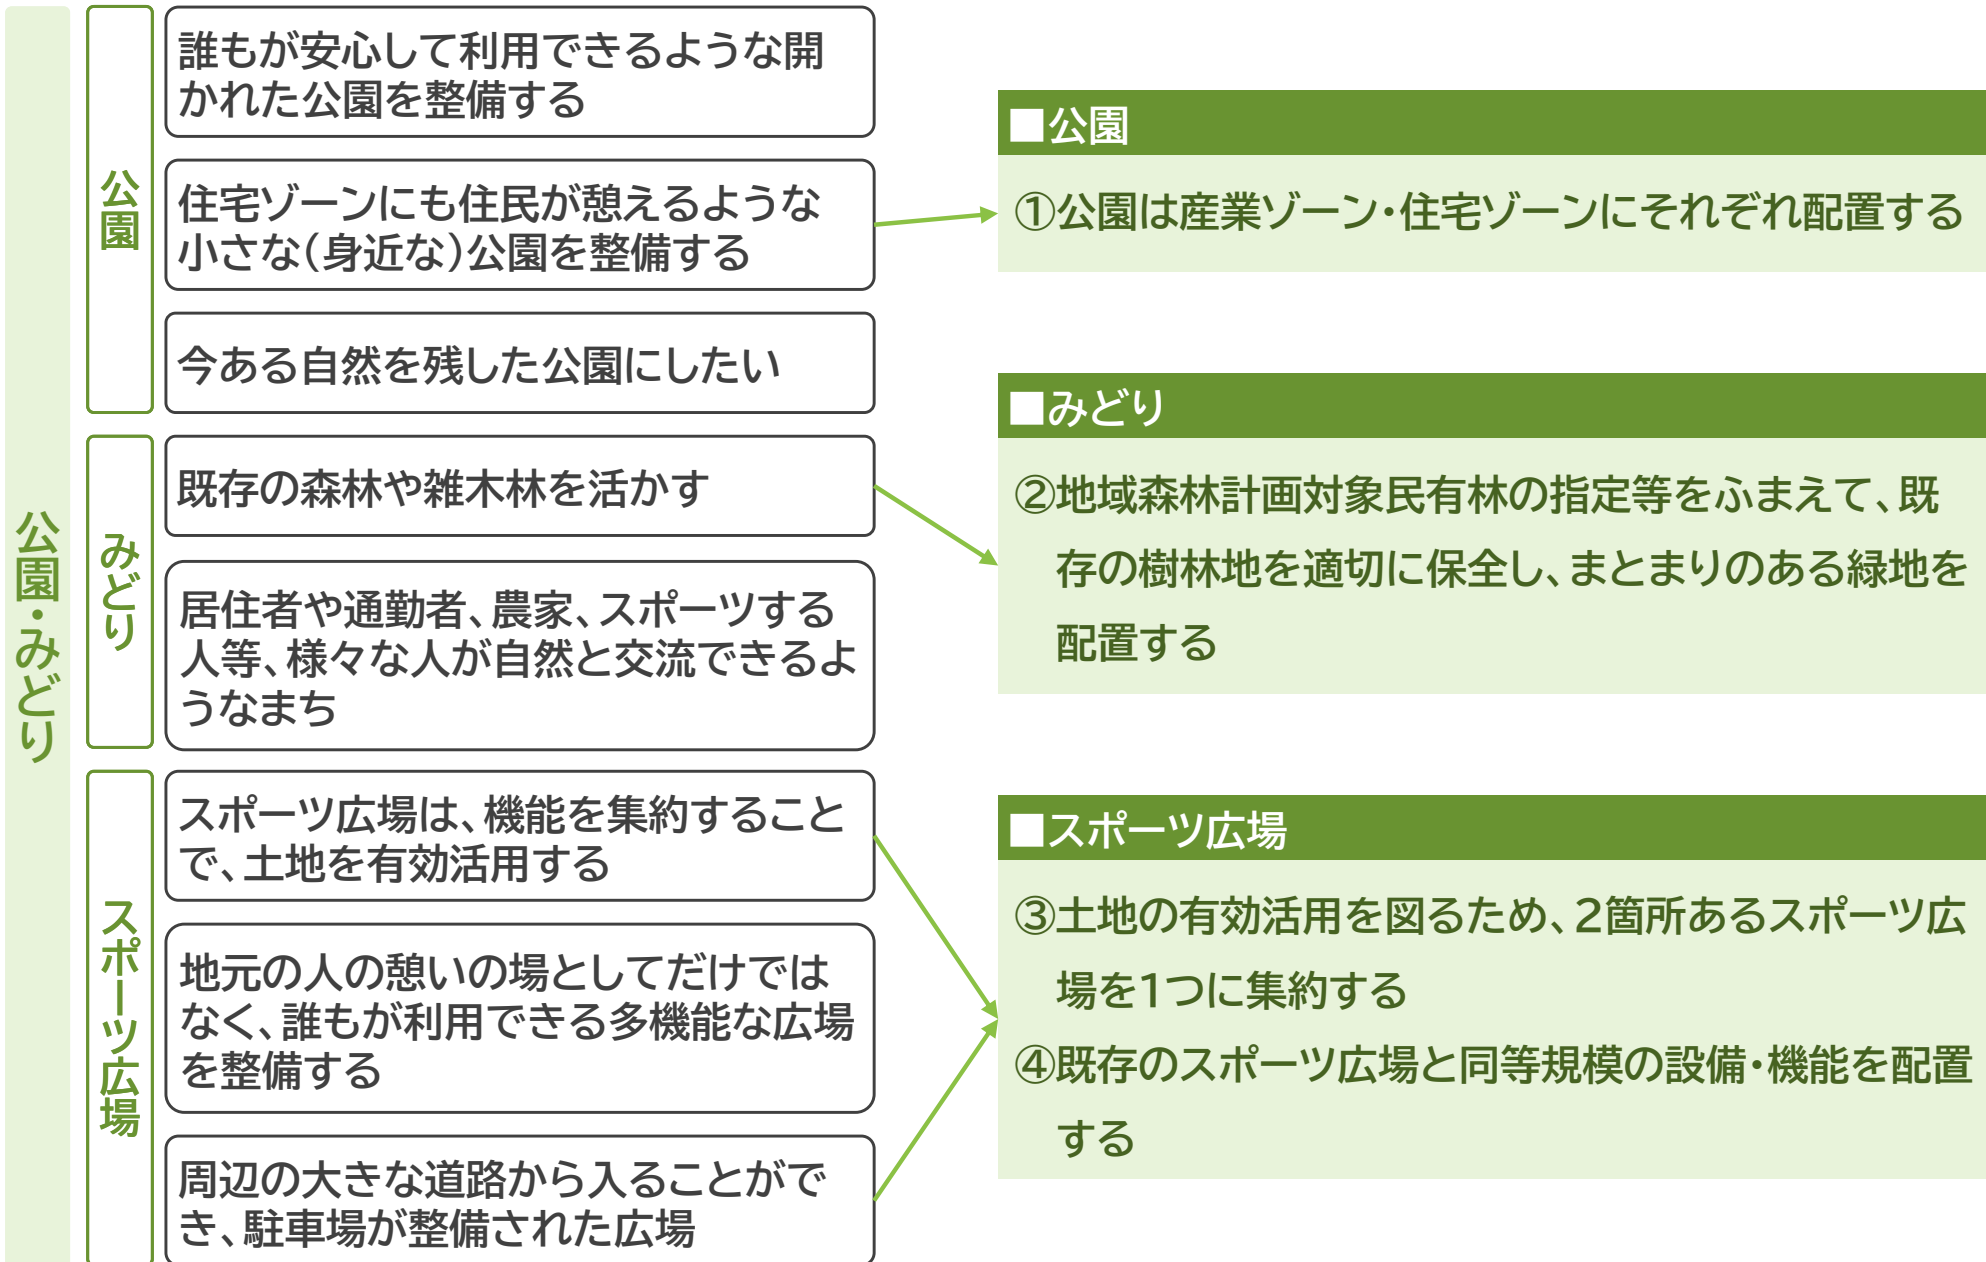 公園・みどり
公園
誰もが安心して利用できるような開
かれた公園を整備する
住宅ゾーンにも住民が憩えるような
小さな(身近な)公園を整備する
今ある自然を残した公園にしたい
みどり
既存の森林や雑木林を活かす
居住者や通勤者、農家、スポーツする
人等、様々な人が自然と交流できるよ
うなまち
スポーツ広場
スポーツ広場は、機能を集約すること
で、土地を有効活用する
地元の人の憩いの場としてだけでは
なく、誰もが利用できる多機能な広場
を整備する
周辺の大きな道路から入ることがで
き、駐車場が整備された広場
■公園
①公園は産業ゾーン・住宅ゾーンにそれぞれ配置する
■みどり
②地域森林計画対象民有林の指定等をふまえて、既
存の樹林地を適切に保全し、まとまりのある緑地を
配置する
■スポーツ広場
③土地の有効活用を図るため、2箇所あるスポーツ広
場を1つに集約する
④既存のスポーツ広場と同等規模の設備・機能を配置
する